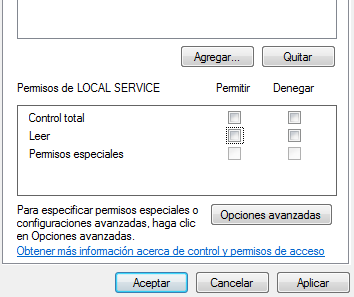 Agregar... Quitar
Permisos de LOCAL SERVICE Permitir Denegar
Control total
Leer
Permisos especiales
Para especificar permisos especiales o
configuraciones avanzadas, haga clic
en Opciones avanzadas.
Opciones avanzadas
Obtener más información acerca de control y permisos de acceso
Aceptar Cancelar Aplicar